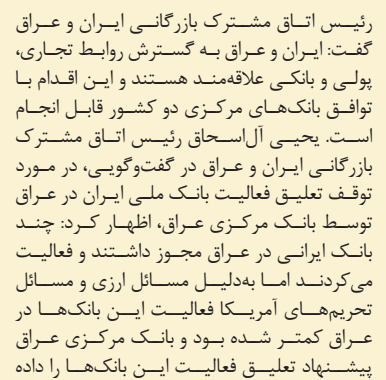 رئیس اتاق مشترک بازرگانی ایران و عراق
گفت: ایران و عراق به گسترش روابط تجاری،
پولی و بانکی علاقه‌مند هستند و این اقدام با
توافق بانک‌های مرکزی دو کشور قابل انجام
است. یحیی آل‌اسحاق رئیس اتاق مشترک
بازرگانی ایران و عراق در گفت‌وگویی، در مورد
توقف تعلیق فعالیت بانک ملی ایران در عراق
توسط بانک مرکزی عراق، اظهار کرد: چند
بانک ایرانی در عراق مجوز داشتند و فعالیت
می‌کردند اما به‌دلیل مسائل ارزی و مسائل
تحریم‌های آمریکا فعالیت این بانک‌ها در
عراق کمتر شده بود و بانک مرکزی عراق
پیشنهاد تعلیق فعالیت این بانک‌ها را داده